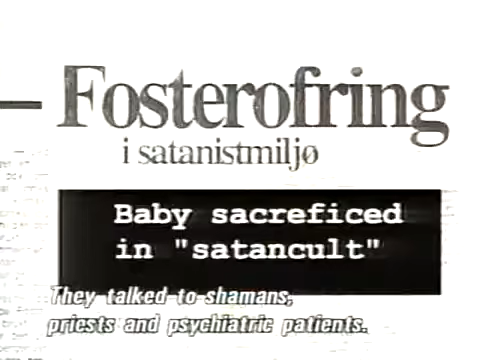 Fosterofring
i satanistmiljø
Baby sacreficed
in "satancult"
They talked to shamans,
priests and psychiatric patients.